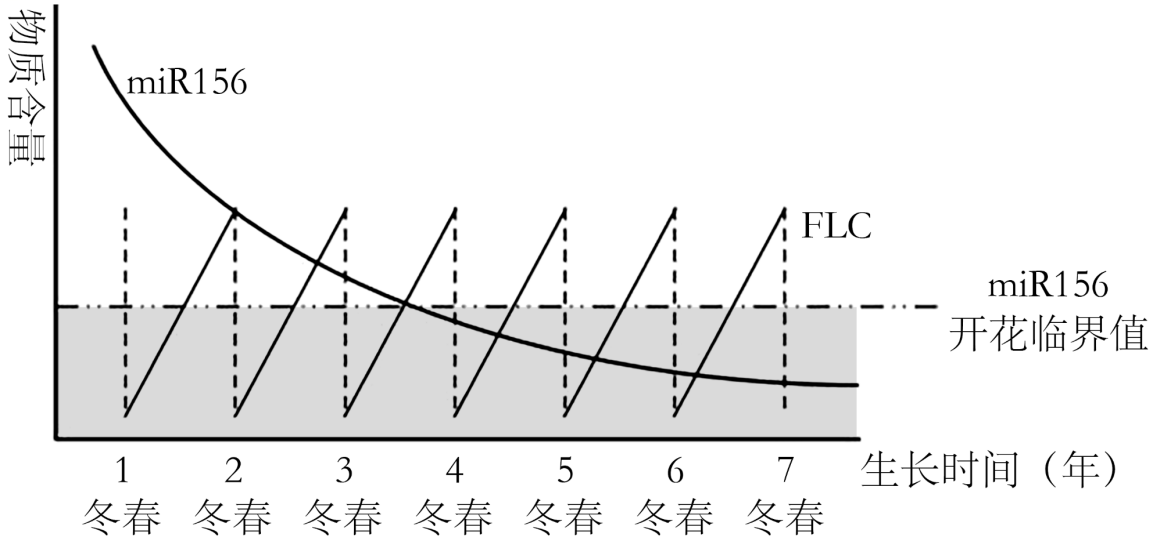 物质含量
miR156
FLC
miR156
开花临界值
1 2 3 4 5 6 7 生长时间（年）
冬春 冬春 冬春 冬春 冬春 冬春 冬春